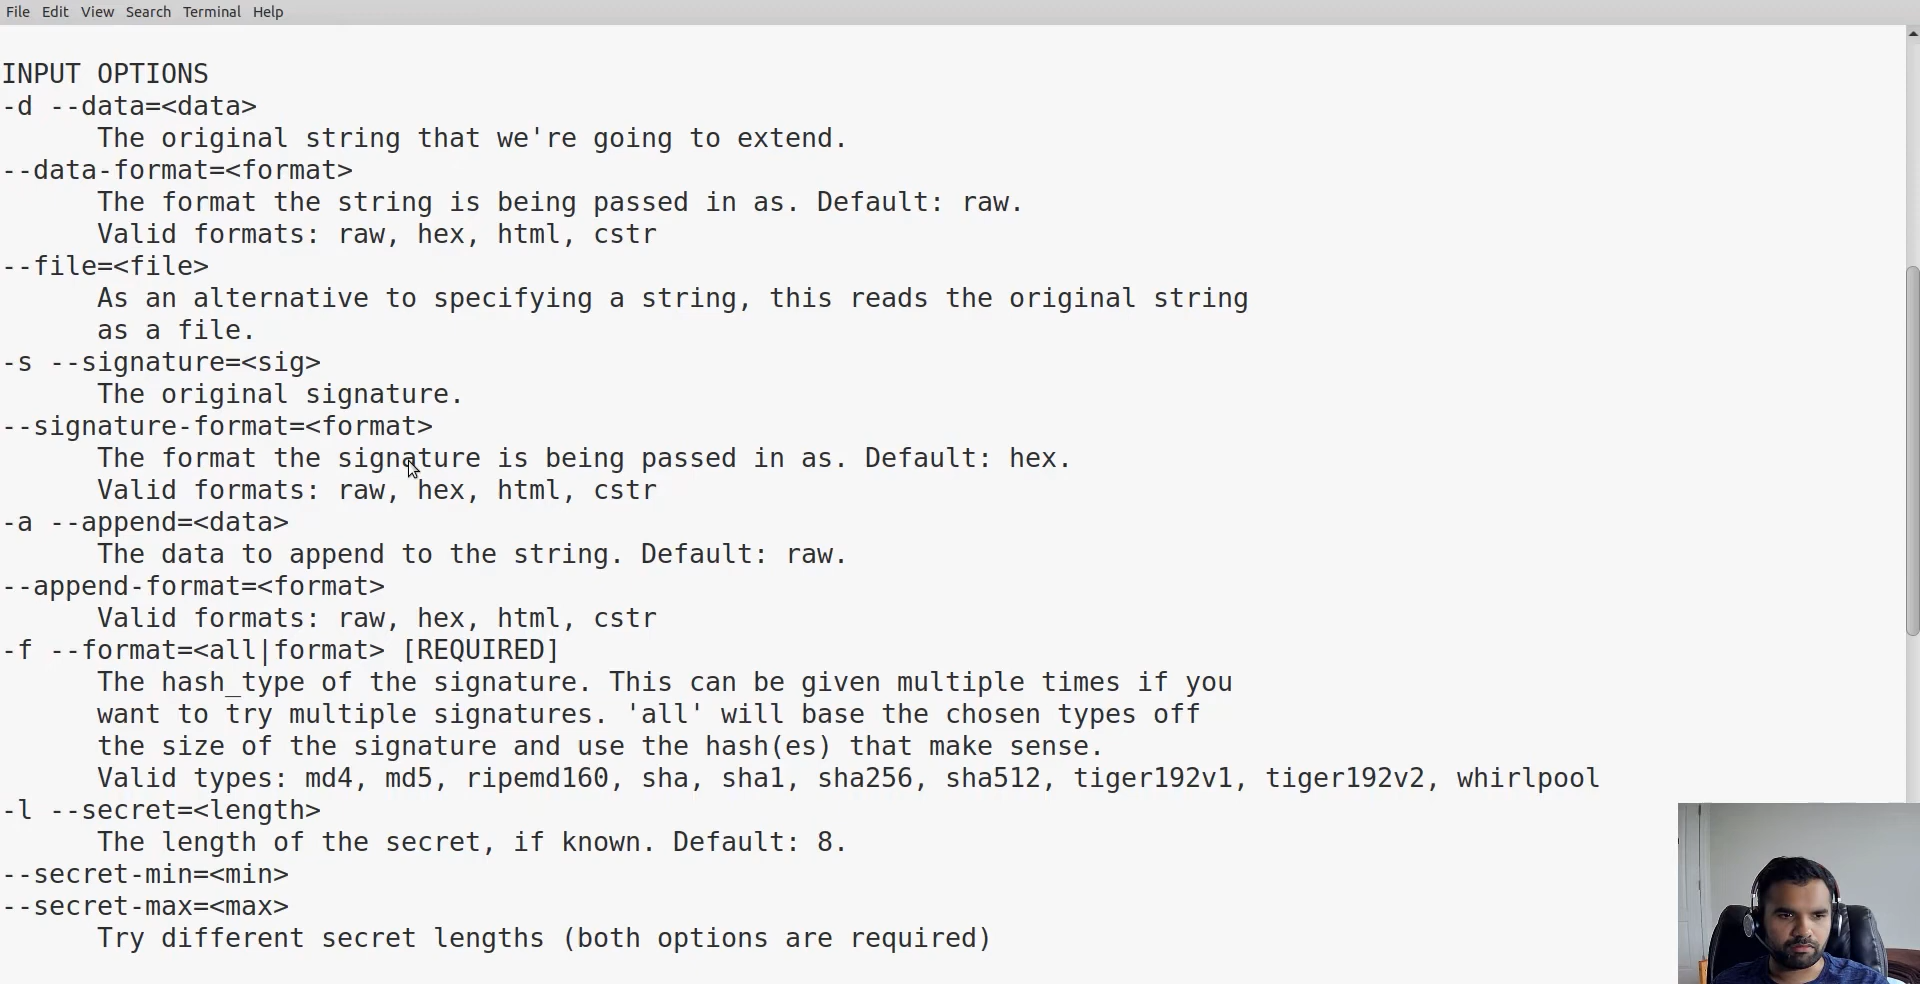 File Edit View Search Terminal Help
INPUT OPTIONS
-d --data=<data>
The original string that we're going to extend.
--data-format=<format>
The format the string is being passed in as. Default: raw.
Valid formats: raw, hex, html, cstr
--file=<file>
As an alternative to specifying a string, this reads the original string
as a file.
-s --signature=<sig>
The original signature.
--signature-format=<format>
The format the signature is being passed in as. Default: hex.
Valid formats: raw, hex, html, cstr
-a --append=<data>
The data to append to the string. Default: raw.
--append-format=<format>
Valid formats: raw, hex, html, cstr
-f --format=<all|format> [REQUIRED]
The hash_type of the signature. This can be given multiple times if you
want to try multiple signatures. 'all' will base the chosen types off
the size of the signature and use the hash(es) that make sense.
Valid types: md4, md5, ripemd160, sha, sha1, sha256, sha512, tiger192v1, tiger192v2, whirlpool
-l --secret=<length>
The length of the secret, if known. Default: 8.
--secret-min=<min>
--secret-max=<max>
Try different secret lengths (both options are required)